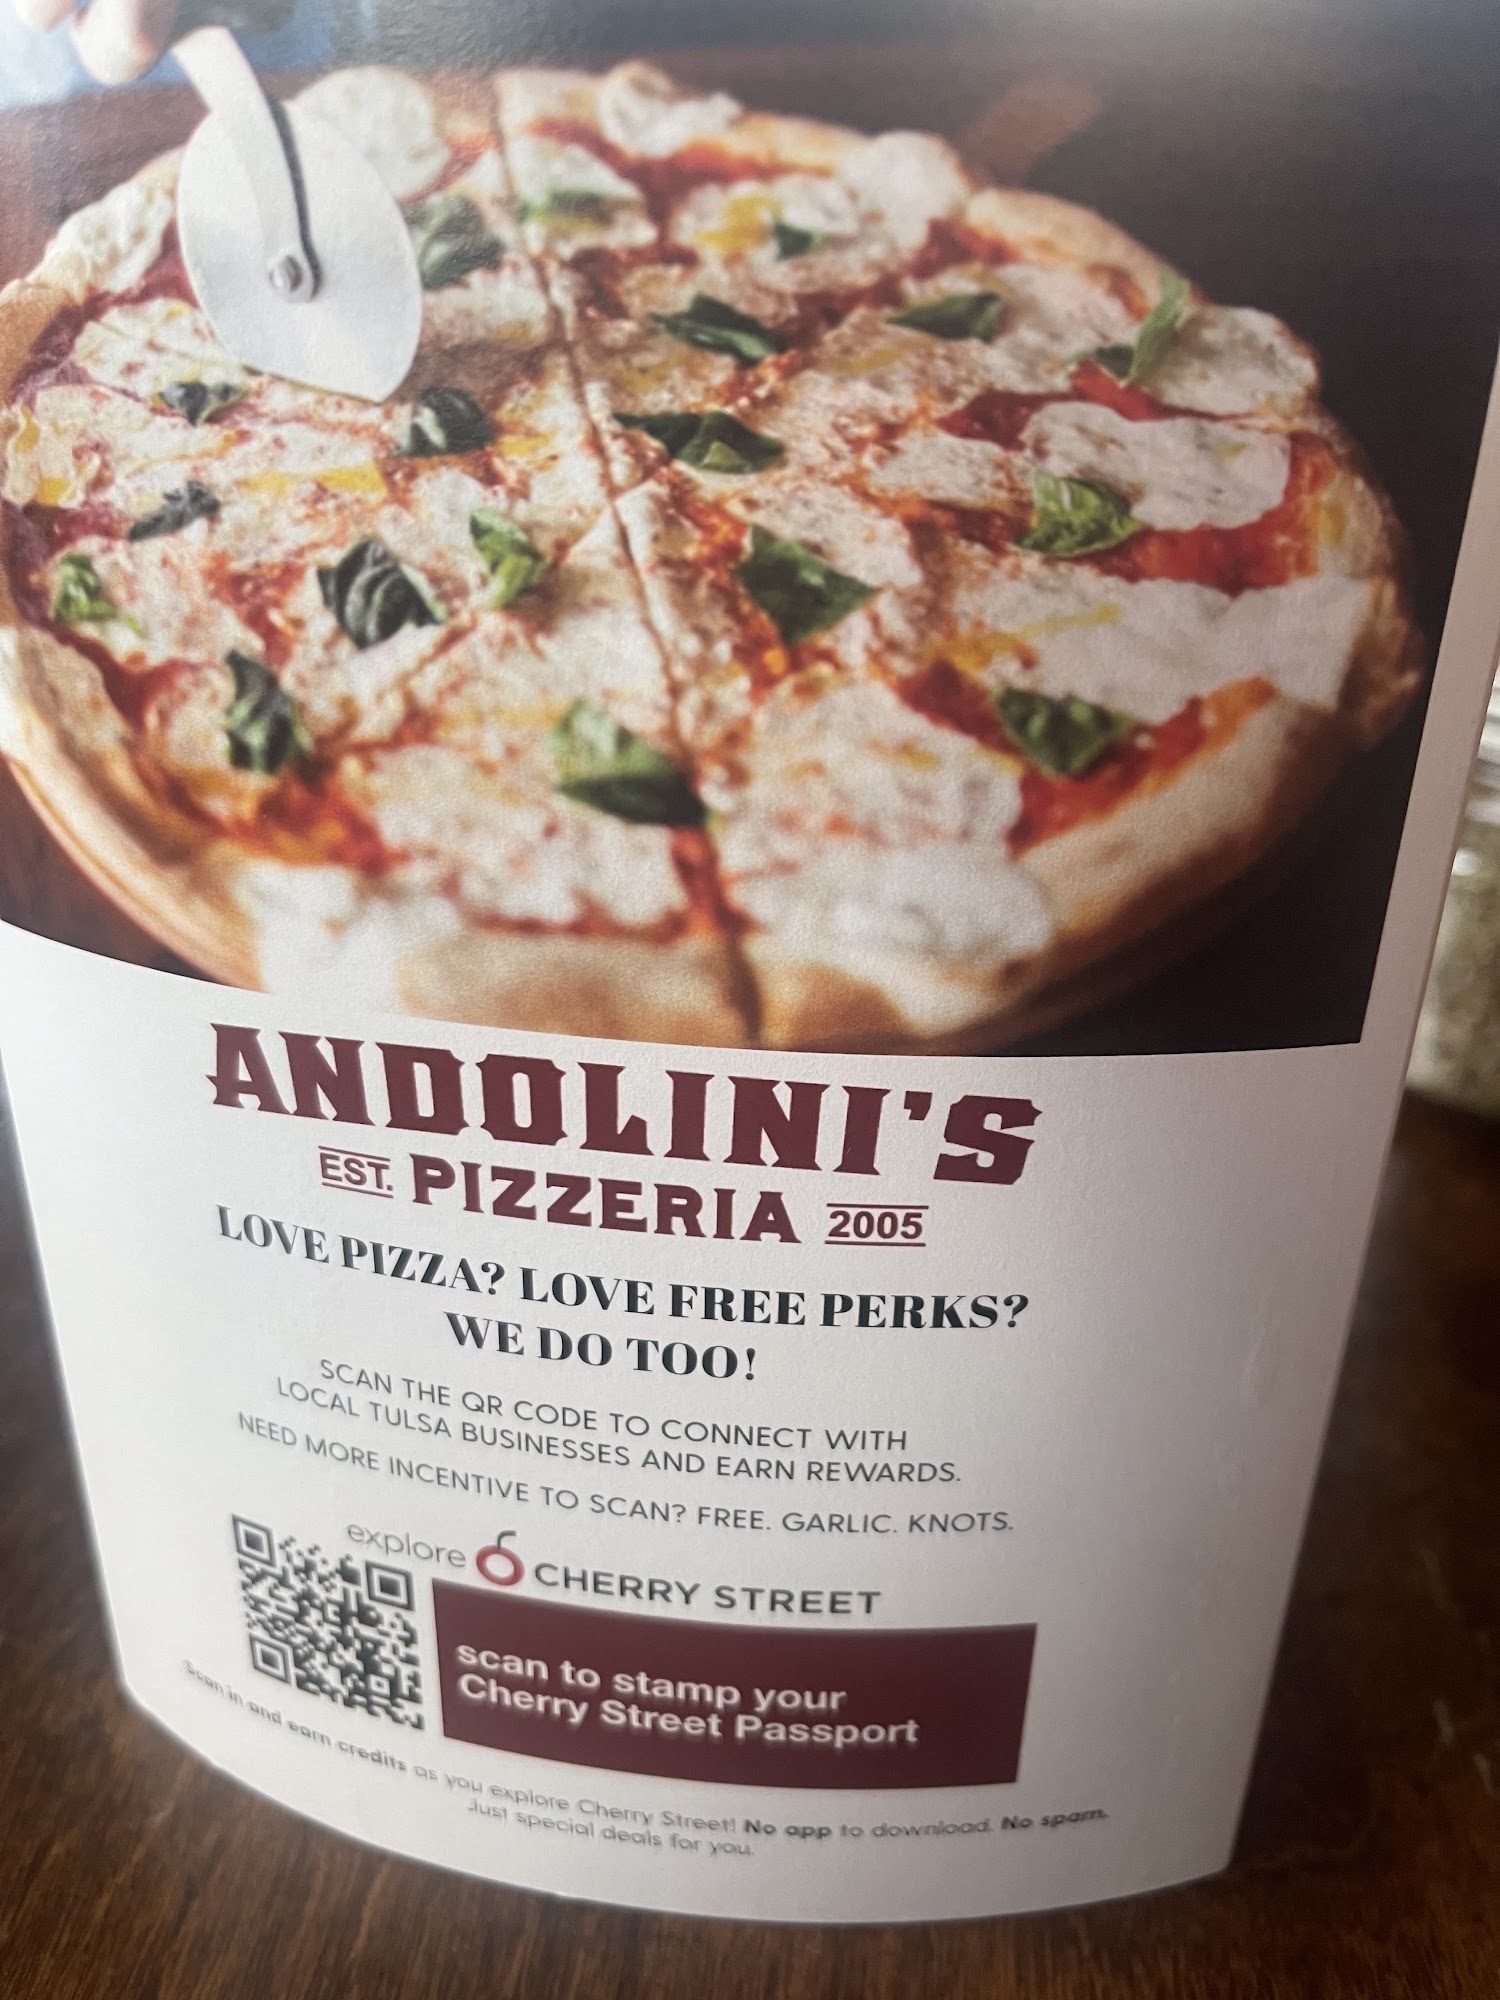 ANDOLINI'S
EST. PIZZERIA 2005
LOVE PIZZA? LOVE FREE PERKS?
WE DO TOO!
SCAN THE QR CODE TO CONNECT WITH
LOCAL TULSA BUSINESSES AND EARN REWARDS.
NEED MORE INCENTIVE TO SCAN? FREE. GARLIC. KNOTS.
explore CHERRY STREET
scan to stamp your
Cherry Street Passport
Scan in and earn credits as you explore Cherry Street! No app to download. No spam.
Just special deals for you.